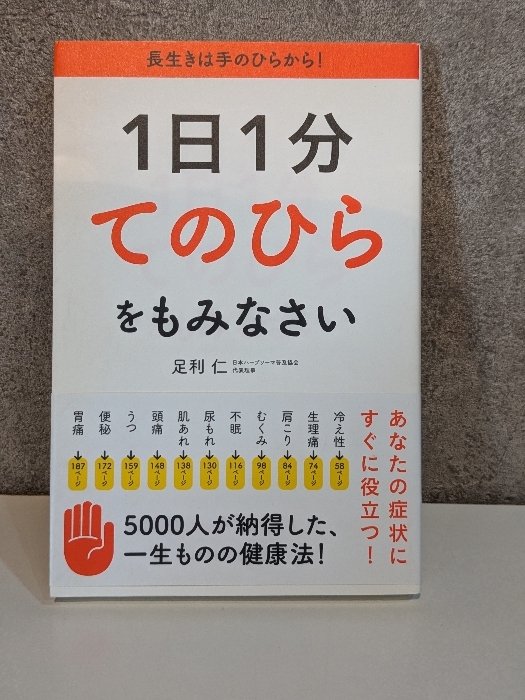 長生きは手のひらから!
1日1分
てのひら
をもみなさい
足利 仁
日本ハーブソーマ普及協会
代表理事
あなたの症状に
すぐに役立つ!
冷え性
58ページ
生理痛
74ページ
肩こり
84ページ
むくみ
98ページ
不眠
116ページ
尿もれ
130ページ
肌あれ
138ページ
頭痛
148ページ
うつ
159ページ
便秘
172ページ
胃痛
187ページ
5000人が納得した、
一生ものの健康法!